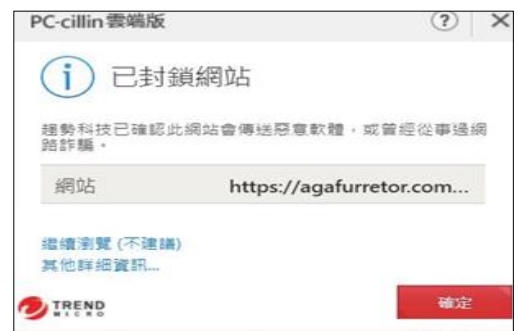 PC-cillin 雲端版
已封鎖網站
趨勢科技已確認此網站會傳送惡意軟體，或曾經從事過網
路詐騙。
網站 https://agafurretor.com...
繼續瀏覽 (不建議)
其他詳細資訊...
TREND
MICRO
確定